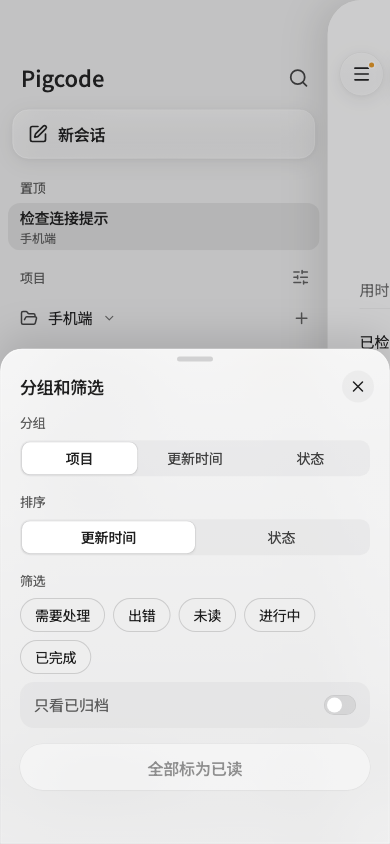 Pigcode
新会话
置顶
检查连接提示
手机端
项目
手机端
用时
已检
分组和筛选
分组
项目 更新时间 状态
排序
更新时间 状态
筛选
需要处理 出错 未读 进行中
已完成
只看已归档
全部标为已读